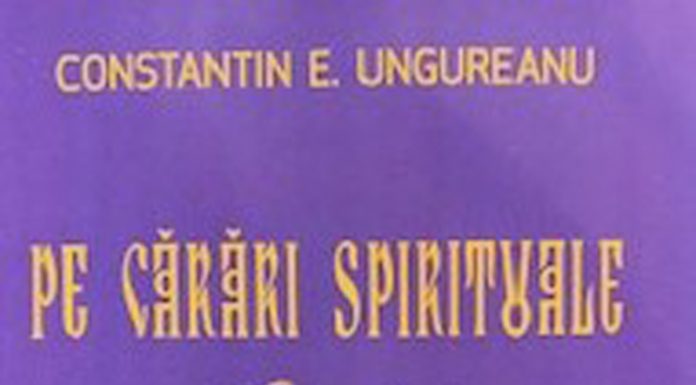 CONSTANTIN E. UNGUREANU
PE CĂRĂRI SPIRITUALE